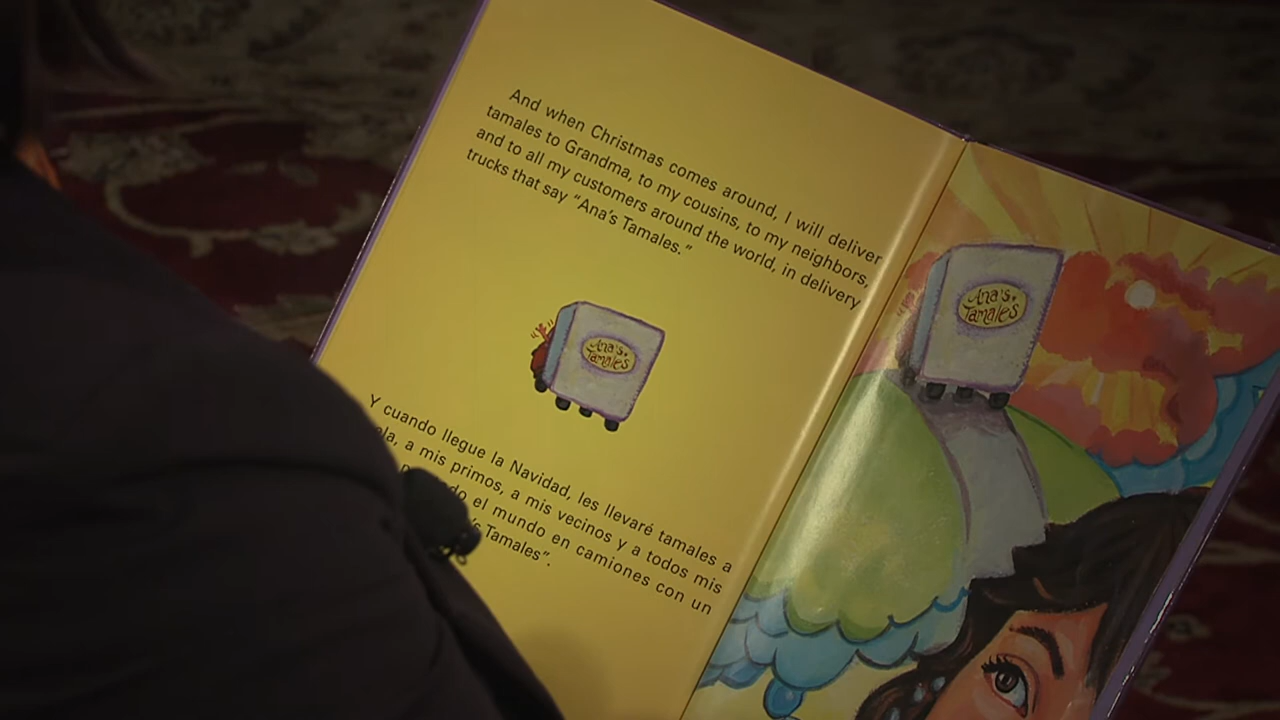 And when Christmas comes around, I will deliver
tamales to Grandma, to my cousins, to my neighbors,
and to all my customers around the world, in delivery
trucks that say “Ana’s Tamales.”
Ana's
Tamales
Y cuando llegue la Navidad, les llevaré tamales a
a mis primos, a mis vecinos y a todos mis
el mundo en camiones con un
Tamales”.
Ana's
Tamales